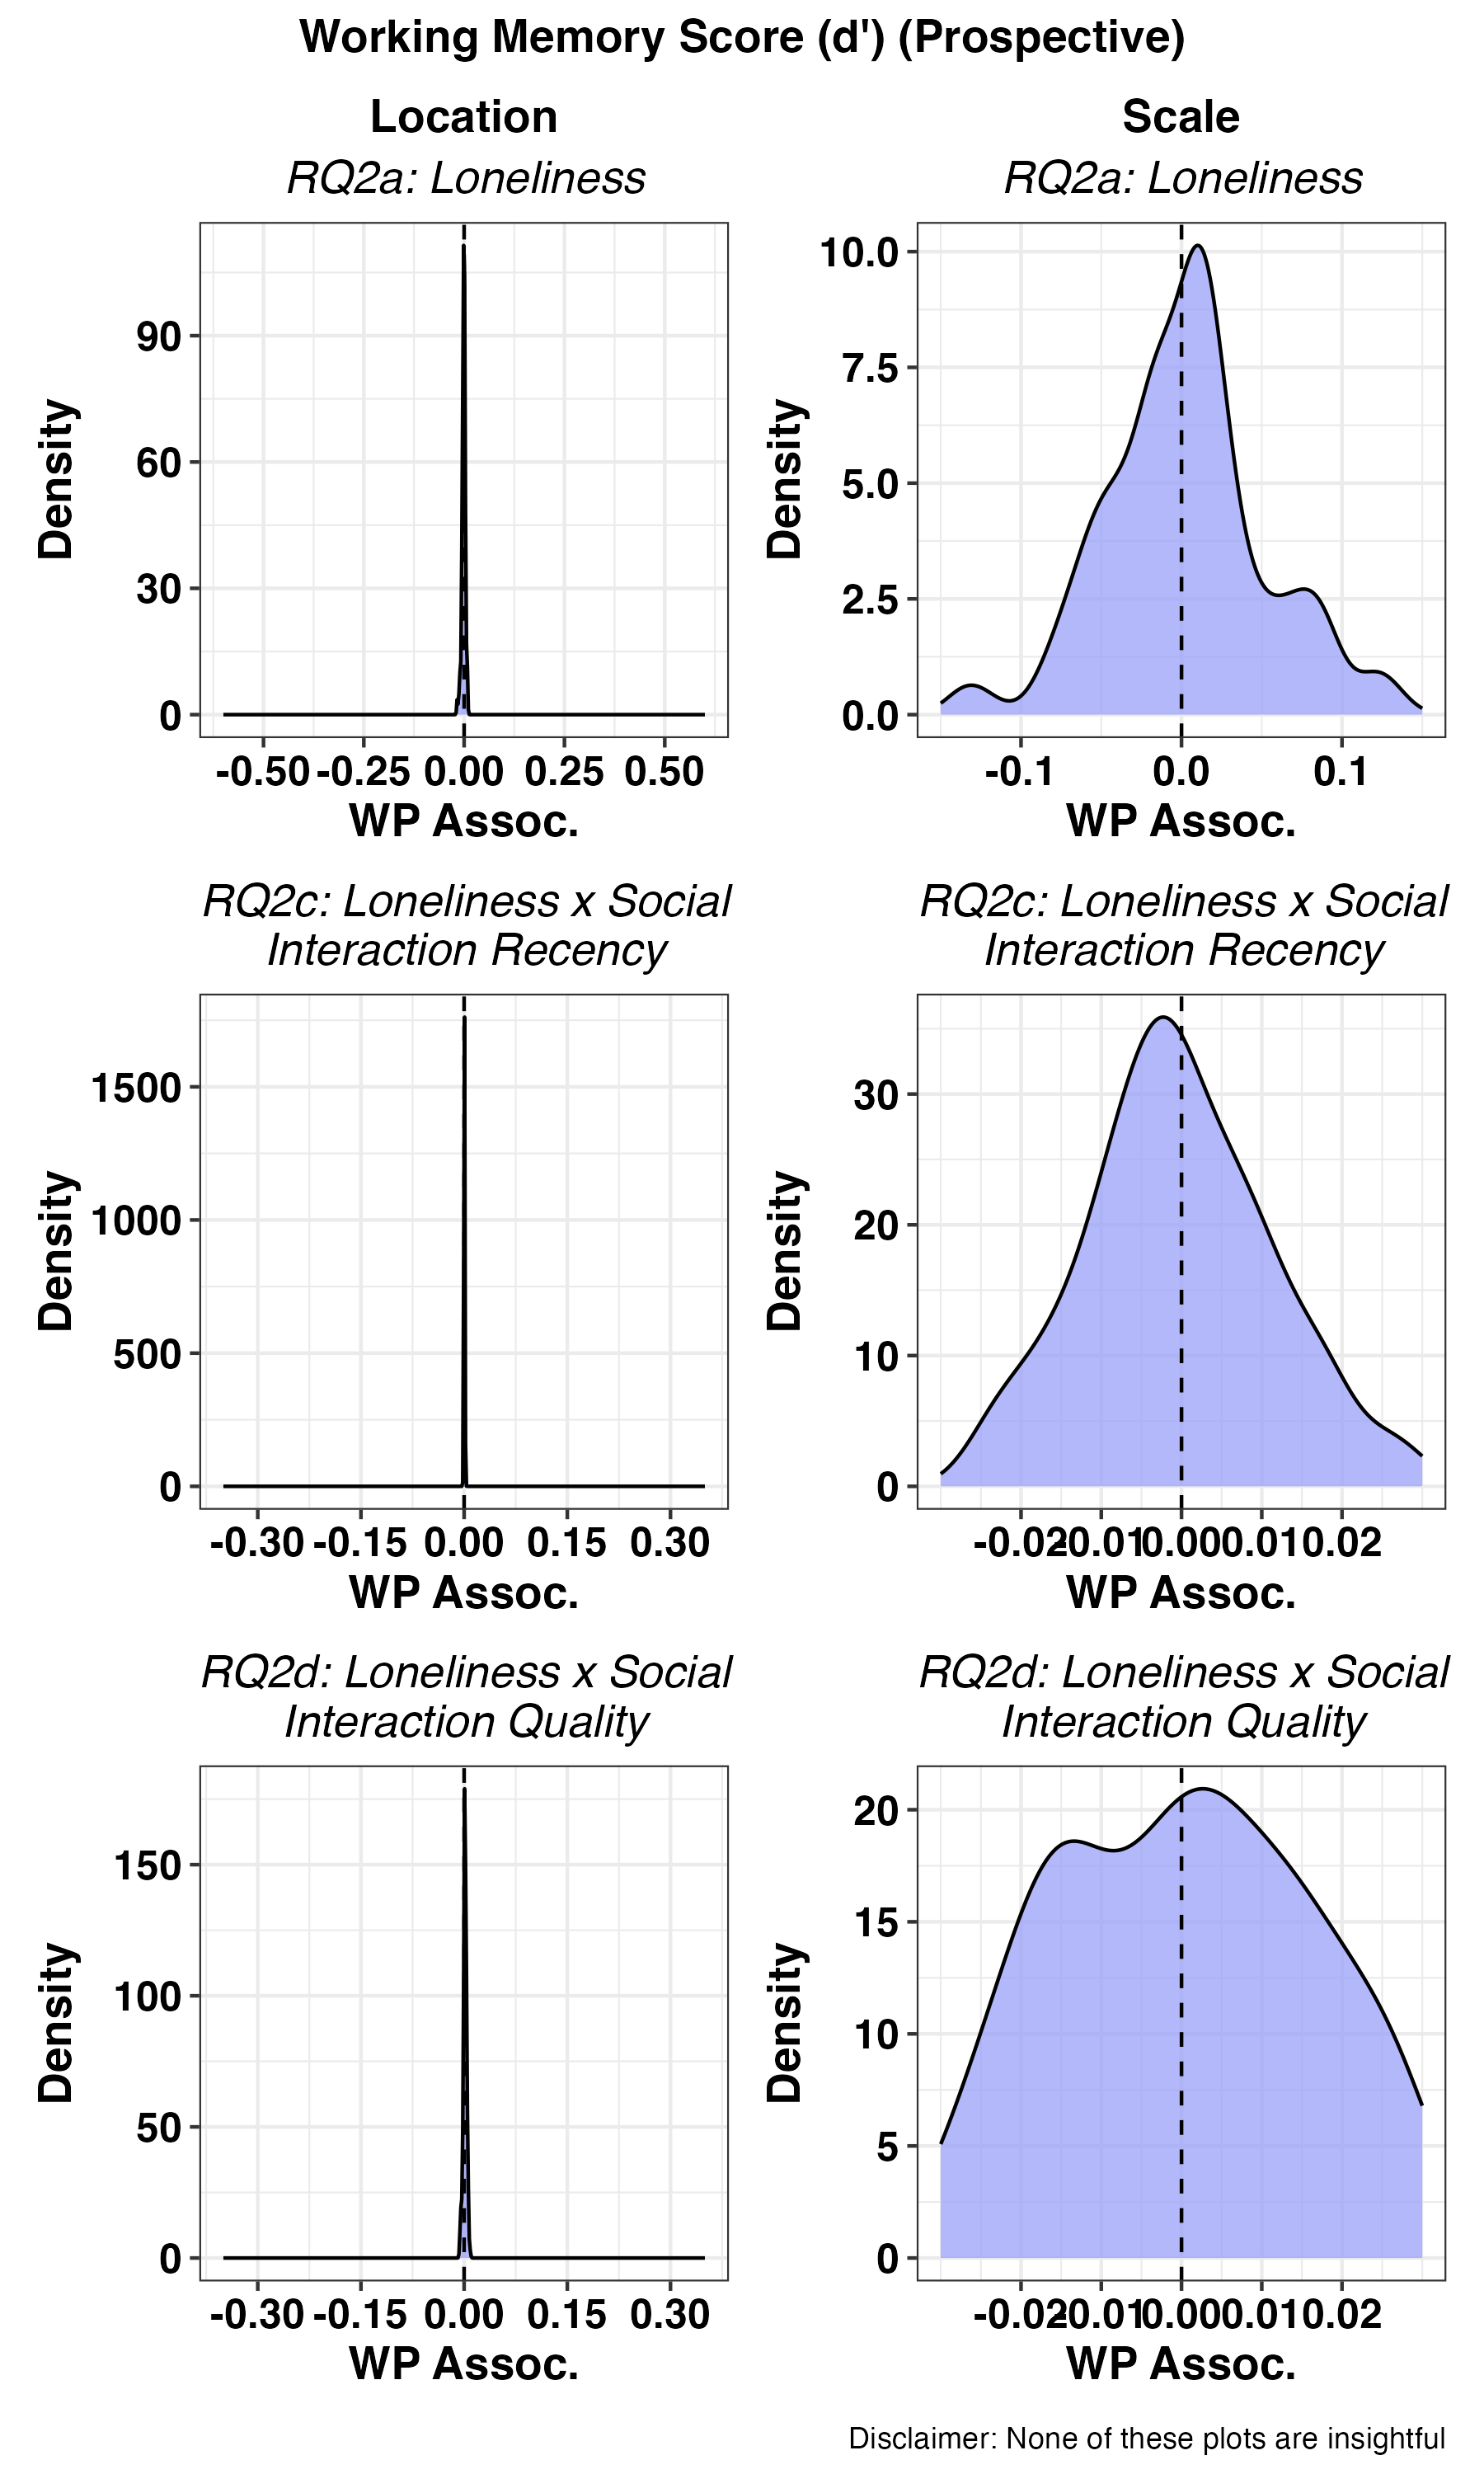 Working Memory Score (d') (Prospective)
Location
Scale
RQ2a: Loneliness
RQ2a: Loneliness
Density
90
60
30
0
-0.50 -0.25 0.00 0.25 0.50
WP Assoc.
Density
10.0
7.5
5.0
2.5
0.0
-0.1 0.0 0.1
WP Assoc.
RQ2c: Loneliness x Social
Interaction Recency
RQ2c: Loneliness x Social
Interaction Recency
Density
1500
1000
500
0
-0.30 -0.15 0.00 0.15 0.30
WP Assoc.
Density
30
20
10
0
-0.02 -0.01 0.00 0.01 0.02
WP Assoc.
RQ2d: Loneliness x Social
Interaction Quality
RQ2d: Loneliness x Social
Interaction Quality
Density
150
100
50
0
-0.30 -0.15 0.00 0.15 0.30
WP Assoc.
Density
20
15
10
5
0
-0.02 -0.01 0.00 0.01 0.02
WP Assoc.
Disclaimer: None of these plots are insightful